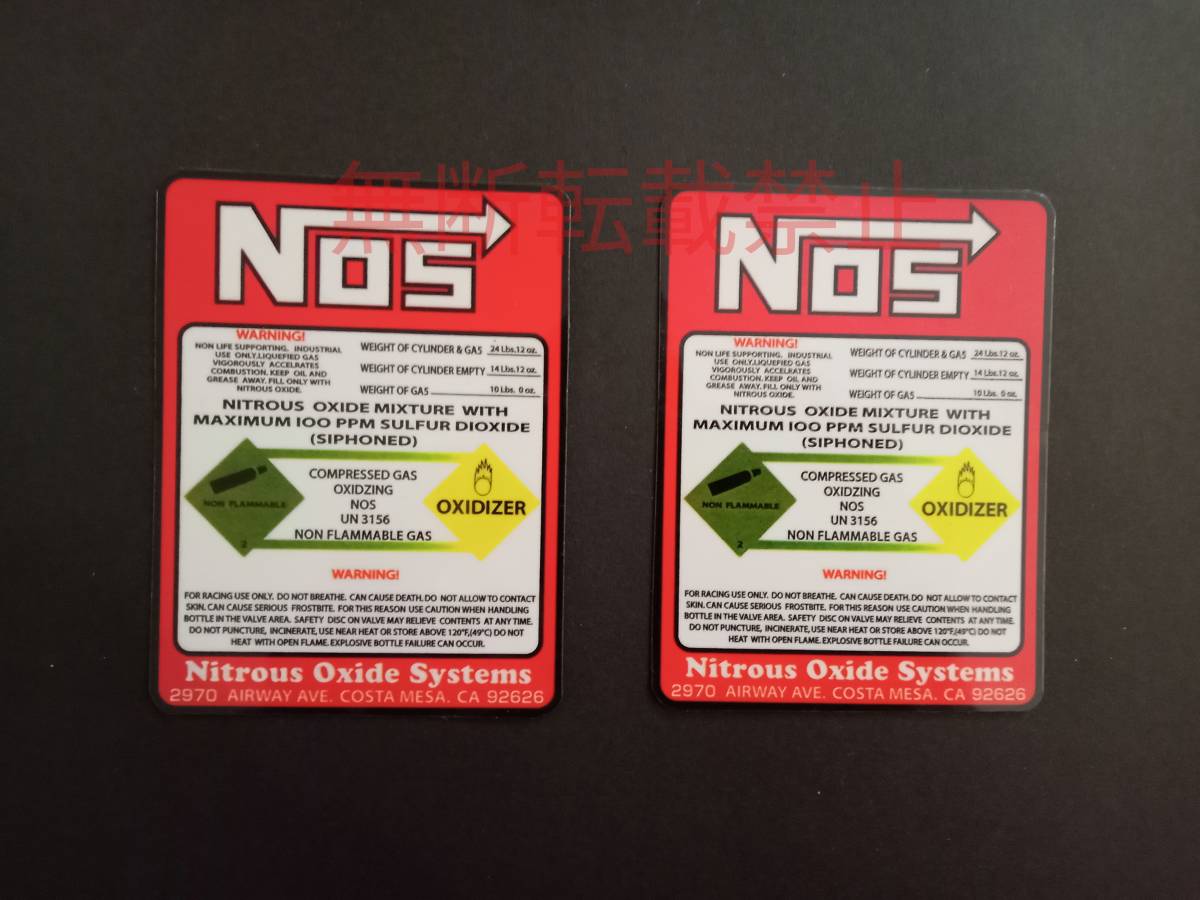 無断転載禁止
NOS
WARNING!
NON LIFE SUPPORTING. INDUSTRIAL
USE ONLY.LIQUEFIED GAS
VIGOROUSLY ACCELRATES
COMBUSTION. KEEP OIL AND
GREASE AWAY. FILL ONLY WITH
NITROUS OXIDE.
WEIGHT OF CYLINDER & GAS 24 Lbs.12 oz.
WEIGHT OF CYLINDER EMPTY 14 Lbs.12 oz.
WEIGHT OF GAS 10 Lbs. 0 oz.
NITROUS OXIDE MIXTURE WITH
MAXIMUM 100 PPM SULFUR DIOXIDE
(SIPHONED)
NON FLAMMABLE
2
COMPRESSED GAS
OXIDZING
NOS
UN 3156
NON FLAMMABLE GAS
OXIDIZER
WARNING!
FOR RACING USE ONLY. DO NOT BREATHE. CAN CAUSE DEATH. DO NOT ALLOW TO CONTACT
SKIN. CAN CAUSE SERIOUS FROSTBITE. FOR THIS REASON USE CAUTION WHEN HANDLING
BOTTLE IN THE VALVE AREA. SAFETY DISC ON VALVE MAY RELIEVE CONTENTS AT ANY TIME.
DO NOT PUNCTURE, INCINERATE, USE NEAR HEAT OR STORE ABOVE 120°F,(49°C) DO NOT
HEAT WITH OPEN FLAME. EXPLOSIVE BOTTLE FAILURE CAN OCCUR.
Nitrous Oxide Systems
2970 AIRWAY AVE. COSTA MESA. CA 92626
NOS
WARNING!
NON LIFE SUPPORTING. INDUSTRIAL
USE ONLY.LIQUEFIED GAS
VIGOROUSLY ACCELRATES
COMBUSTION. KEEP OIL AND
GREASE AWAY. FILL ONLY WITH
NITROUS OXIDE.
WEIGHT OF CYLINDER & GAS 24 Lbs.12 oz.
WEIGHT OF CYLINDER EMPTY 14 Lbs.12 oz.
WEIGHT OF GAS 10 Lbs. 0 oz.
NITROUS OXIDE MIXTURE WITH
MAXIMUM 100 PPM SULFUR DIOXIDE
(SIPHONED)
NON FLAMMABLE
2
COMPRESSED GAS
OXIDZING
NOS
UN 3156
NON FLAMMABLE GAS
OXIDIZER
WARNING!
FOR RACING USE ONLY. DO NOT BREATHE. CAN CAUSE DEATH. DO NOT ALLOW TO CONTACT
SKIN. CAN CAUSE SERIOUS FROSTBITE. FOR THIS REASON USE CAUTION WHEN HANDLING
BOTTLE IN THE VALVE AREA. SAFETY DISC ON VALVE MAY RELIEVE CONTENTS AT ANY TIME.
DO NOT PUNCTURE, INCINERATE, USE NEAR HEAT OR STORE ABOVE 120°F,(49°C) DO NOT
HEAT WITH OPEN FLAME. EXPLOSIVE BOTTLE FAILURE CAN OCCUR.
Nitrous Oxide Systems
2970 AIRWAY AVE. COSTA MESA. CA 92626